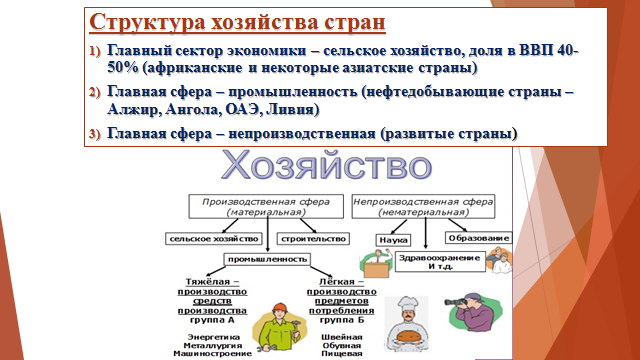 Структура хозяйства стран
1) Главный сектор экономики – сельское хозяйство, доля в ВВП 40-
50% (африканские и некоторые азиатские страны)
2) Главная сфера – промышленность (нефтедобывающие страны –
Алжир, Ангола, ОАЭ, Ливия)
3) Главная сфера – непроизводственная (развитые страны)
Хозяйство
Производственная сфера
(материальная)
Непроизводственная сфера
(нематериальная)
сельское хозяйство
строительство
Наука
Образование
промышленность
Здравоохранение
И т.д.
Тяжёлая –
производство
средств
производства
группа А
Энергетика
Металлургия
Машиностроение
Лёгкая –
производство
предметов
потребления
группа Б
Швейная
Обувная
Пищевая